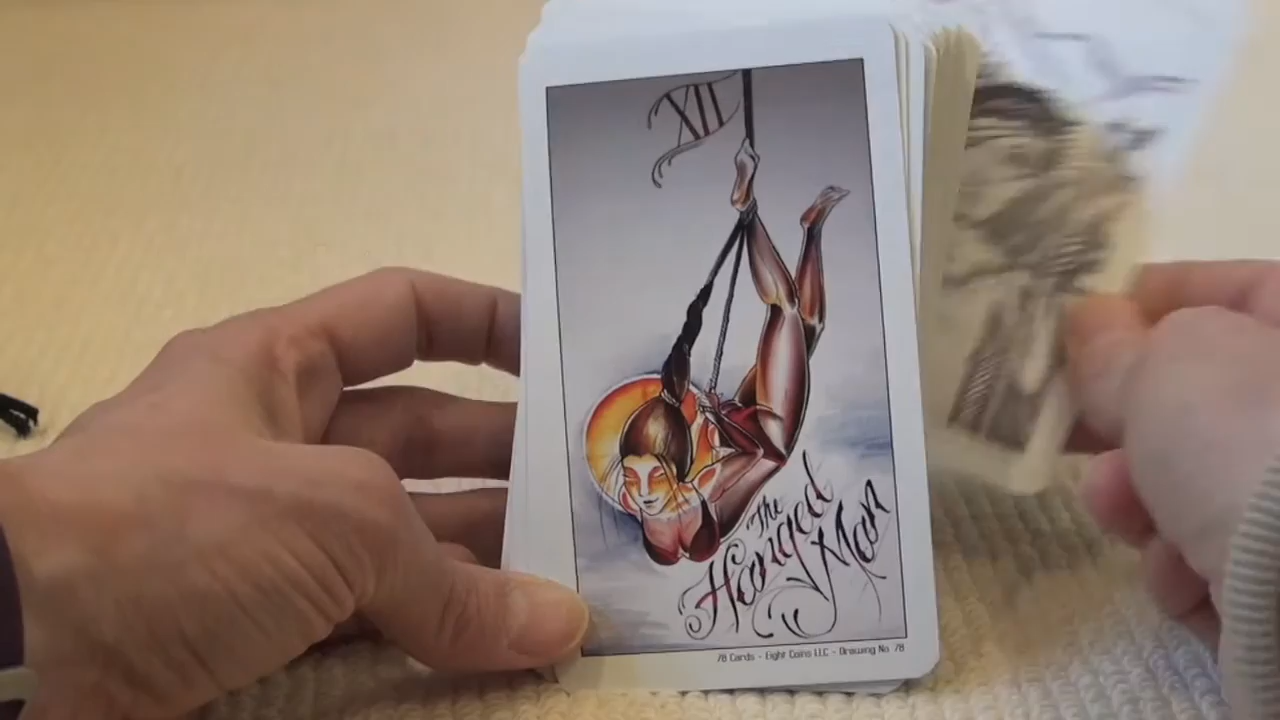 XII
The
Hanged
Man
78 Cards - Eight Coins LLC - Drawing No 78